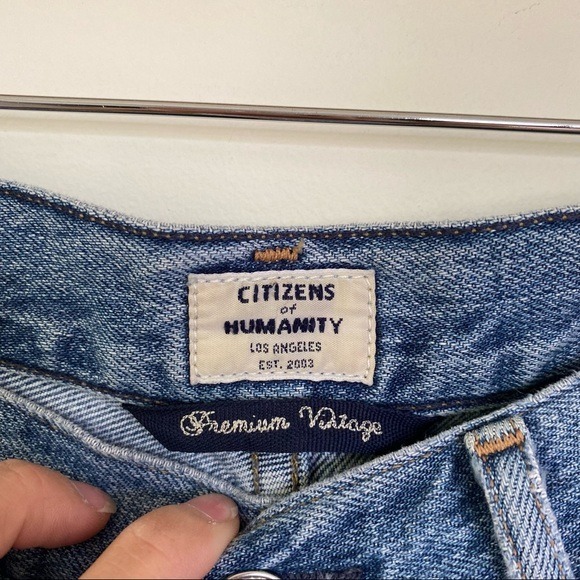 CITIZENS
of
HUMANITY
LOS ANGELES
EST. 2003
Premium Vintage